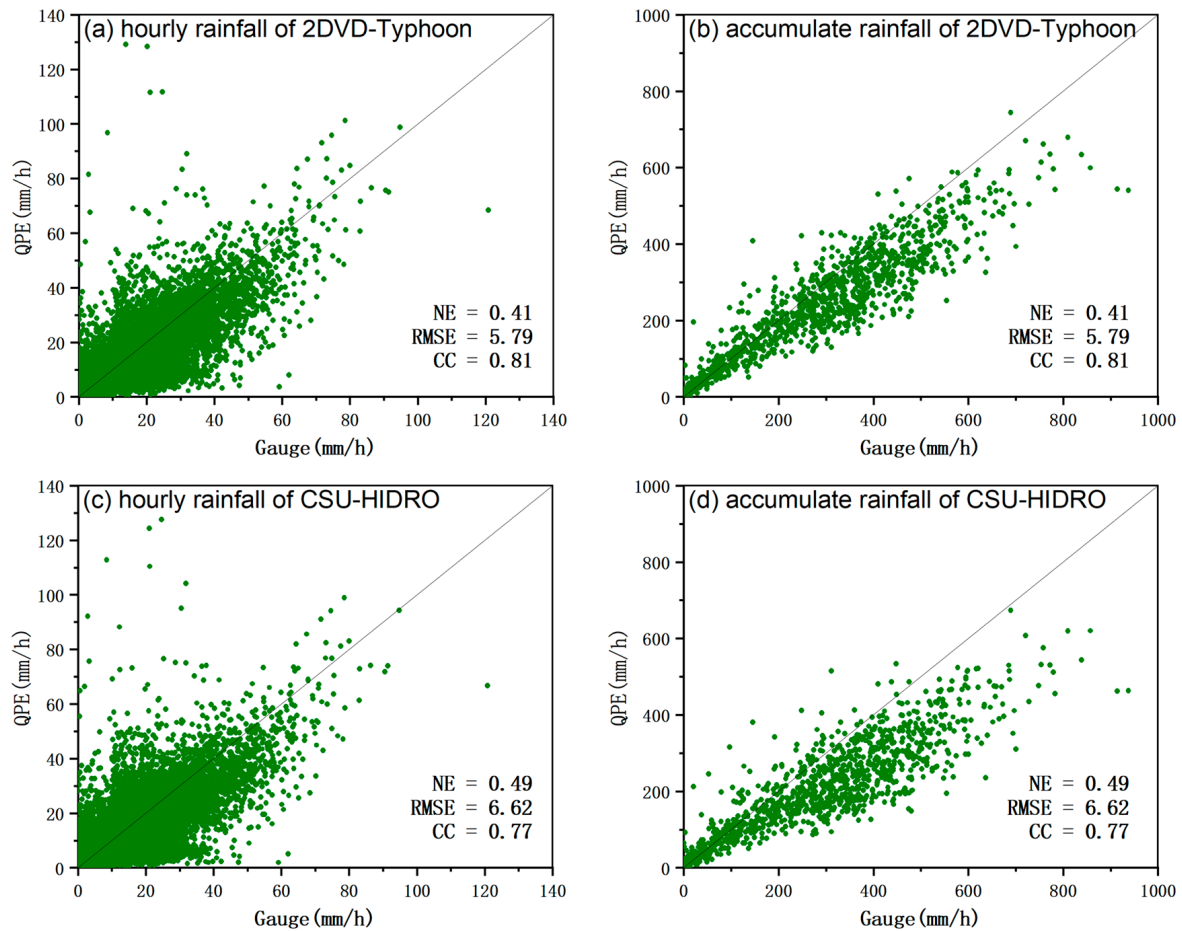 (a) hourly rainfall of 2DVD-Typhoon
140
120
100
80
60
40
20
0
QPE(mm/h)
NE = 0.41
RMSE = 5.79
CC = 0.81
0 20 40 60 80 100 120 140
Gauge(mm/h)
(b) accumulate rainfall of 2DVD-Typhoon
1000
800
600
400
200
0
QPE(mm/h)
NE = 0.41
RMSE = 5.79
CC = 0.81
0 200 400 600 800 1000
Gauge(mm/h)
(c) hourly rainfall of CSU-HIDRO
140
120
100
80
60
40
20
0
QPE(mm/h)
NE = 0.49
RMSE = 6.62
CC = 0.77
0 20 40 60 80 100 120 140
Gauge(mm/h)
(d) accumulate rainfall of CSU-HIDRO
1000
800
600
400
200
0
QPE(mm/h)
NE = 0.49
RMSE = 6.62
CC = 0.77
0 200 400 600 800 1000
Gauge(mm/h)